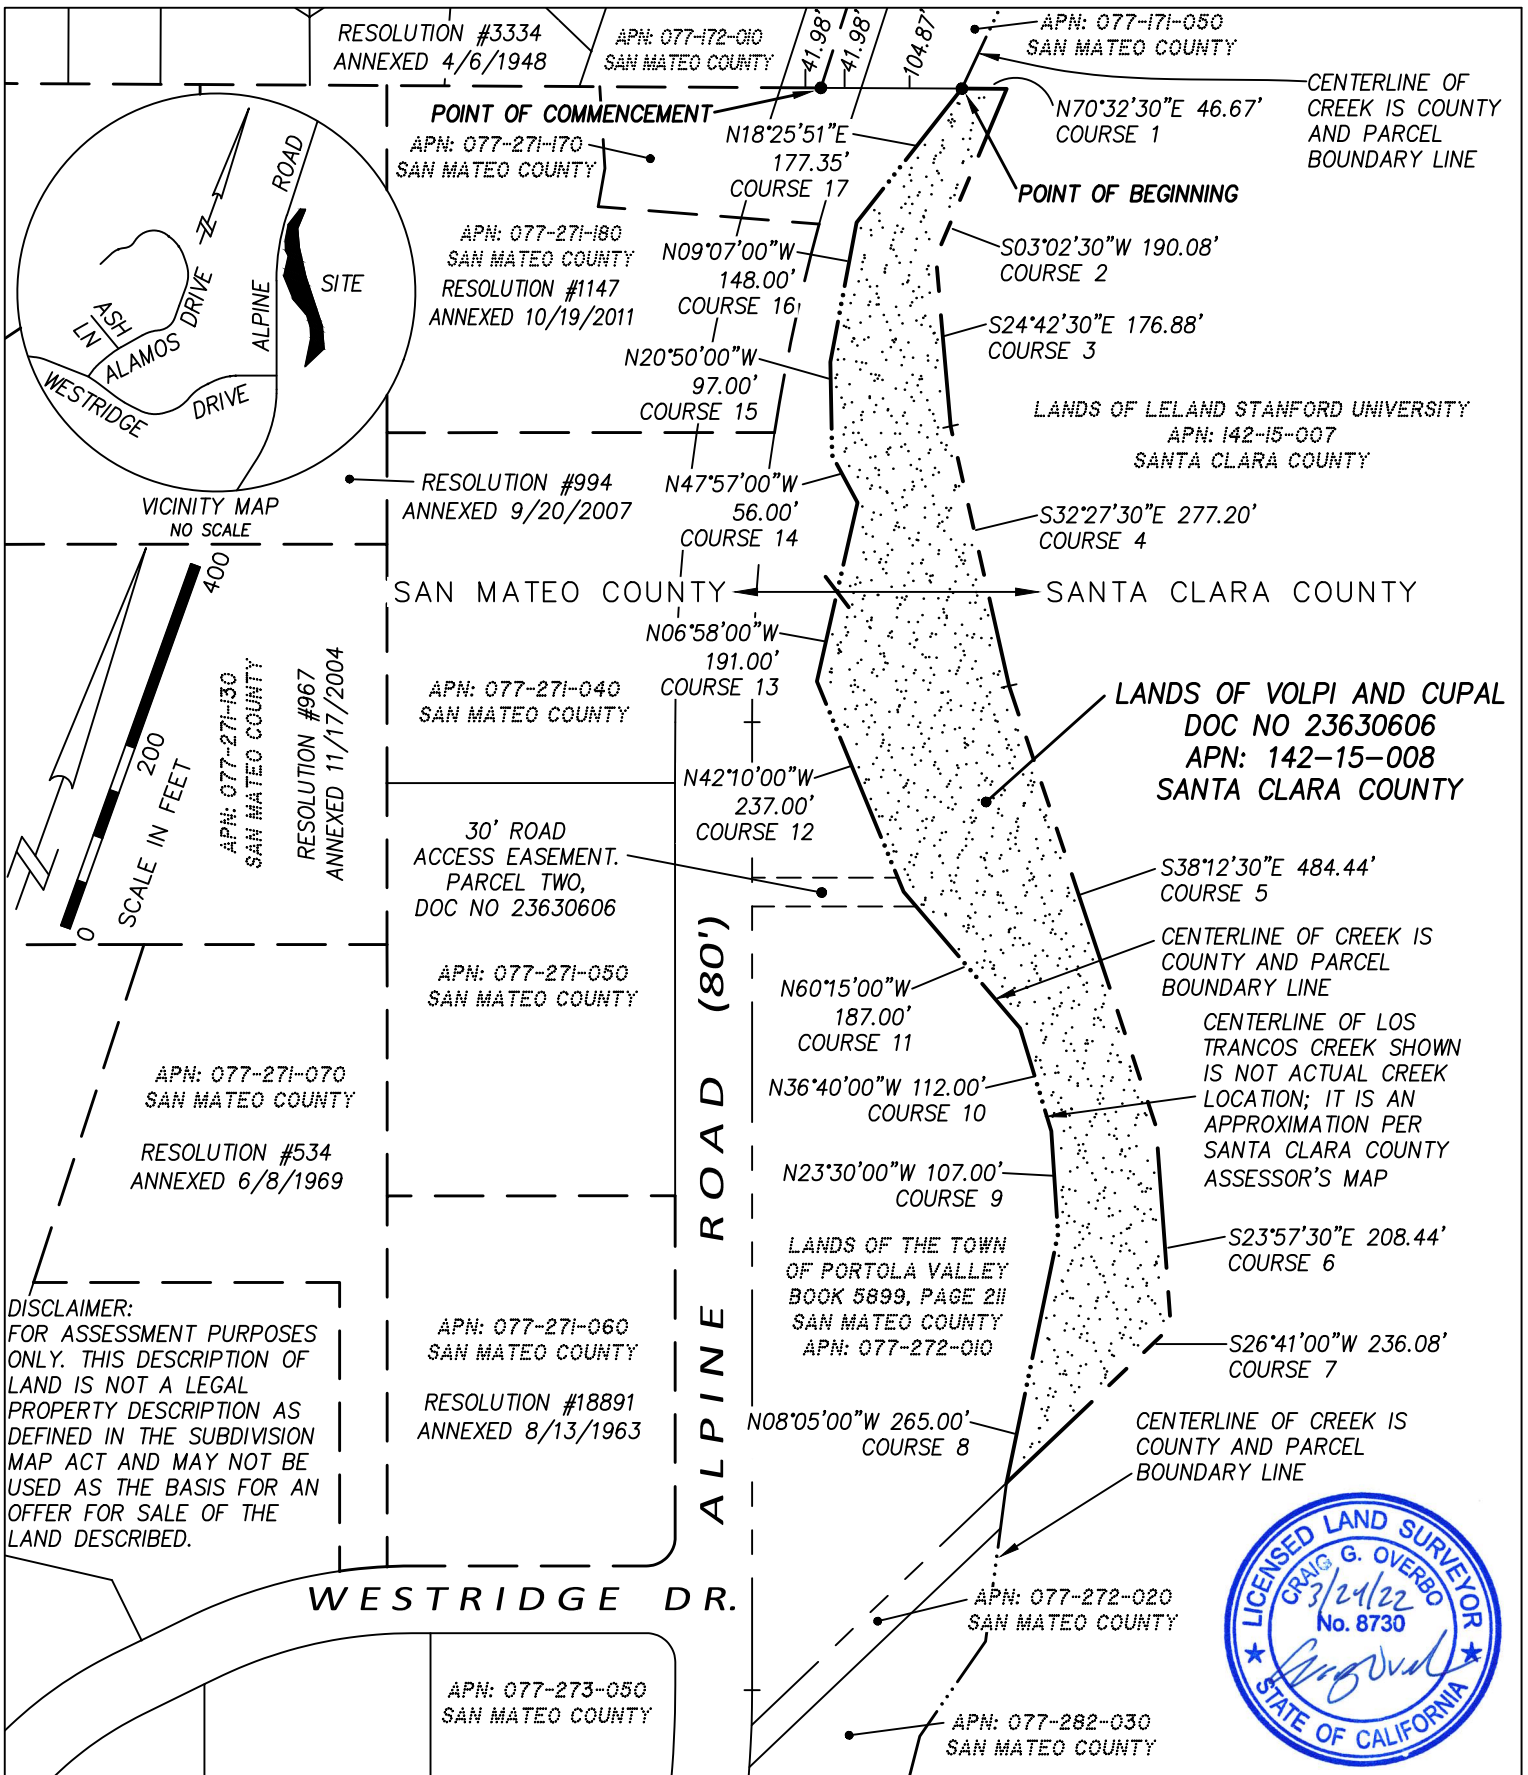 RESOLUTION #3334
ANNEXED 4/6/1948
APN: 077-172-010
SAN MATEO COUNTY
41.98'
41.98'
104.87'
APN: 077-171-050
SAN MATEO COUNTY
CENTERLINE OF
CREEK IS COUNTY
AND PARCEL
BOUNDARY LINE
N70°32'30"E 46.67'
COURSE 1
POINT OF COMMENCEMENT
POINT OF BEGINNING
APN: 077-271-170
SAN MATEO COUNTY
N18°25'51"E
177.35'
COURSE 17
APN: 077-271-180
SAN MATEO COUNTY
RESOLUTION #1147
ANNEXED 10/19/2011
N09°07'00"W
148.00'
COURSE 16
S03°02'30"W 190.08'
COURSE 2
S24°42'30"E 176.88'
COURSE 3
N20°50'00"W
97.00'
COURSE 15
LANDS OF LELAND STANFORD UNIVERSITY
APN: 142-15-007
SANTA CLARA COUNTY
ROAD
ALPINE
SITE
N
DRIVE
ALAMOS
ASH
LN
WESTRIDGE
DRIVE
VICINITY MAP
NO SCALE
RESOLUTION #994
ANNEXED 9/20/2007
N47°57'00"W
56.00'
COURSE 14
S32°27'30"E 277.20'
COURSE 4
SAN MATEO COUNTY
SANTA CLARA COUNTY
N
400
200
0
SCALE IN FEET
APN: 077-271-130
SAN MATEO COUNTY
RESOLUTION #967
ANNEXED 11/17/2004
N06°58'00"W
191.00'
COURSE 13
APN: 077-271-040
SAN MATEO COUNTY
LANDS OF VOLPI AND CUPAL
DOC NO 23630606
APN: 142-15-008
SANTA CLARA COUNTY
N42°10'00"W
237.00'
COURSE 12
30' ROAD
ACCESS EASEMENT.
PARCEL TWO,
DOC NO 23630606
S38°12'30"E 484.44'
COURSE 5
CENTERLINE OF CREEK IS
COUNTY AND PARCEL
BOUNDARY LINE
APN: 077-271-050
SAN MATEO COUNTY
N60°15'00"W
187.00'
COURSE 11
CENTERLINE OF LOS
TRANCOS CREEK SHOWN
IS NOT ACTUAL CREEK
LOCATION; IT IS AN
APPROXIMATION PER
SANTA CLARA COUNTY
ASSESSOR'S MAP
APN: 077-271-070
SAN MATEO COUNTY
RESOLUTION #534
ANNEXED 6/8/1969
N36°40'00"W 112.00'
COURSE 10
N23°30'00"W 107.00'
COURSE 9
ALPINE ROAD (80')
LANDS OF THE TOWN
OF PORTOLA VALLEY
BOOK 5899, PAGE 211
SAN MATEO COUNTY
APN: 077-272-010
S23°57'30"E 208.44'
COURSE 6
S26°41'00"W 236.08'
COURSE 7
DISCLAIMER:
FOR ASSESSMENT PURPOSES
ONLY. THIS DESCRIPTION OF
LAND IS NOT A LEGAL
PROPERTY DESCRIPTION AS
DEFINED IN THE SUBDIVISION
MAP ACT AND MAY NOT BE
USED AS THE BASIS FOR AN
OFFER FOR SALE OF THE
LAND DESCRIBED.
APN: 077-271-060
SAN MATEO COUNTY
RESOLUTION #18891
ANNEXED 8/13/1963
N08°05'00"W 265.00'
COURSE 8
CENTERLINE OF CREEK IS
COUNTY AND PARCEL
BOUNDARY LINE
WESTRIDGE DR.
APN: 077-272-020
SAN MATEO COUNTY
APN: 077-273-050
SAN MATEO COUNTY
APN: 077-282-030
SAN MATEO COUNTY
LICENSED LAND SURVEYOR
CRAIG G. OVERBO
No. 8730
STATE OF CALIFORNIA